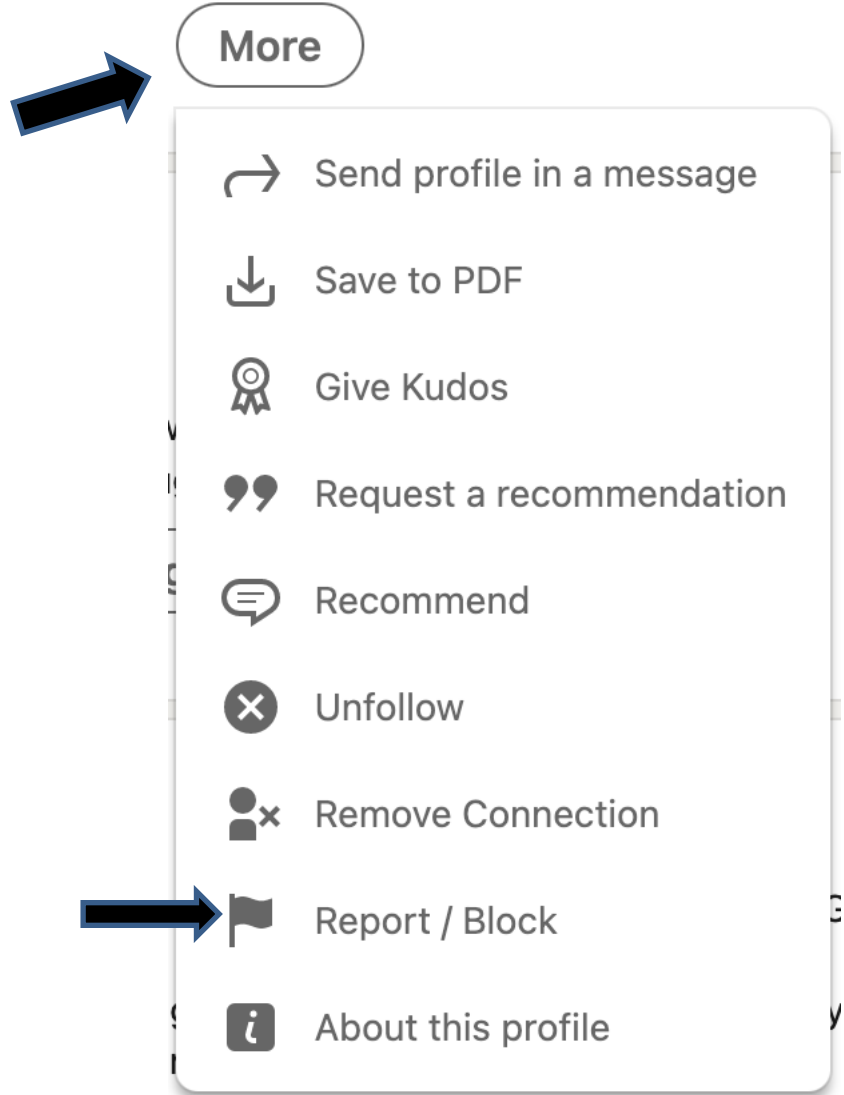 More
Send profile in a message
Save to PDF
Give Kudos
Request a recommendation
Recommend
Unfollow
Remove Connection
Report / Block
About this profile